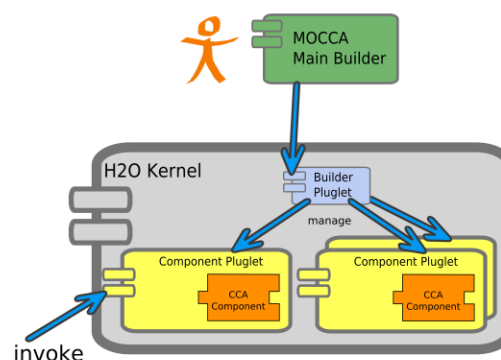 MOCCA
Main Builder
H2O Kernel
Builder
Pluglet
manage
Component Pluglet
Component Pluglet
CCA
Component
CCA
Component
invoke